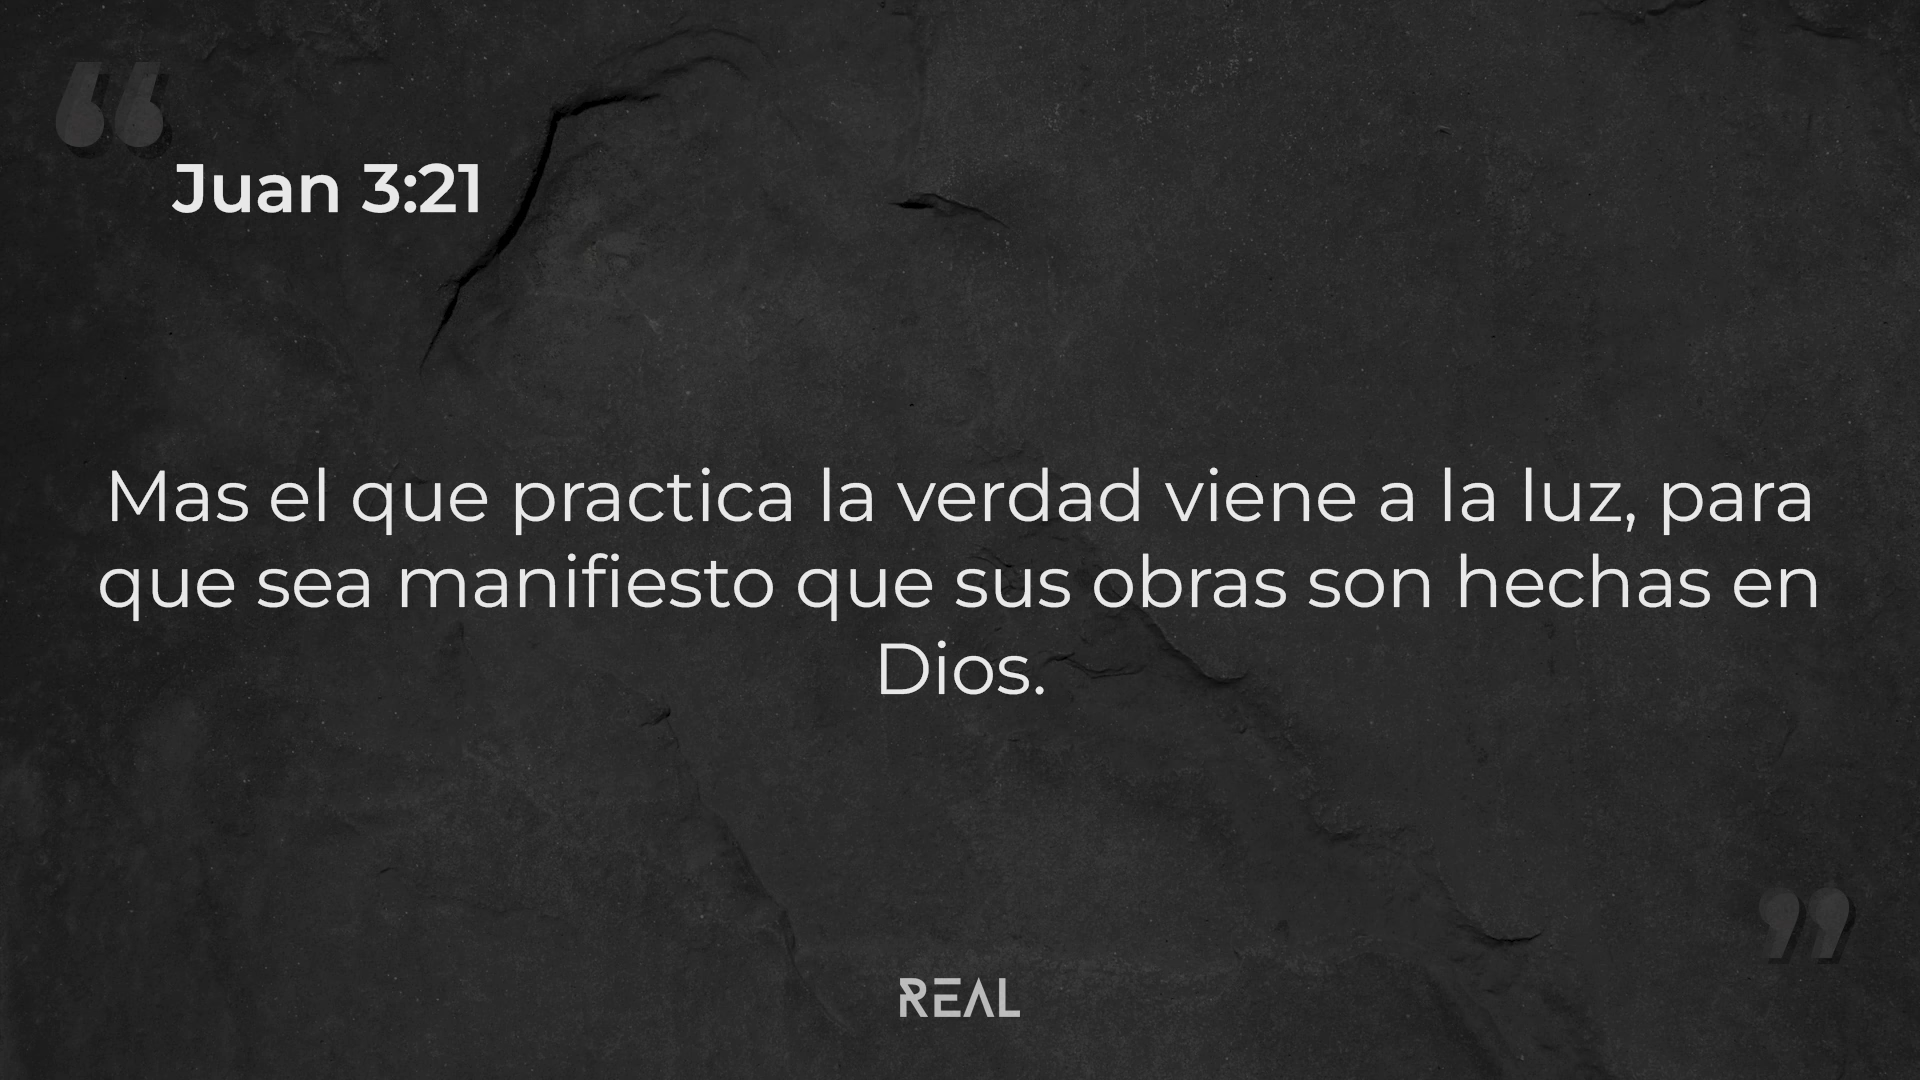 “
Juan 3:21
Mas el que practica la verdad viene a la luz, para
que sea manifiesto que sus obras son hechas en
Dios.
”
REAL